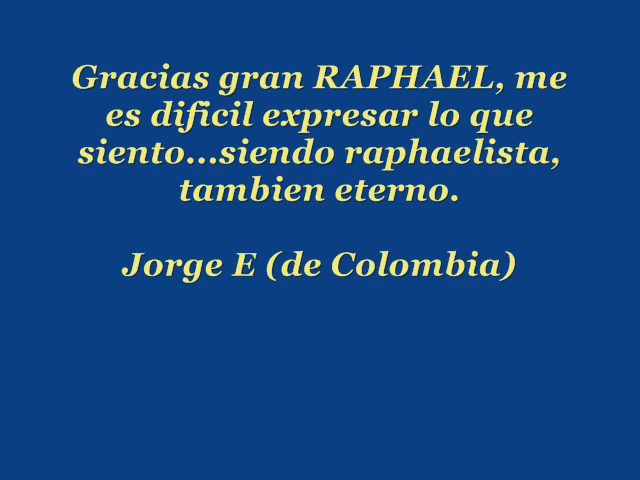 Gracias gran RAPHAEL, me
es dificil expresar lo que
siento...siendo raphaelista,
tambien eterno.
Jorge E (de Colombia)